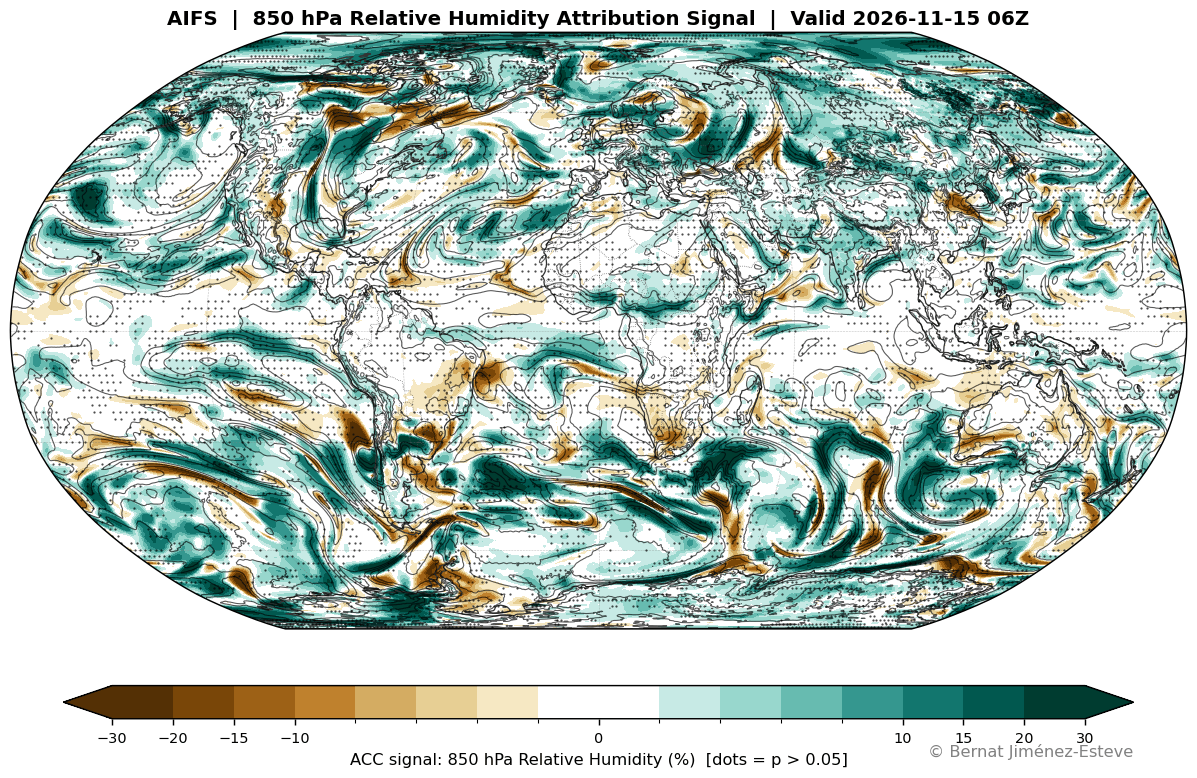 AIFS | 850 hPa Relative Humidity Attribution Signal | Valid 2026-11-15 06Z
−30 −20 −15 −10 0 10 15 20 30
ACC signal: 850 hPa Relative Humidity (%) [dots = p > 0.05]
© Bernat Jiménez-Esteve